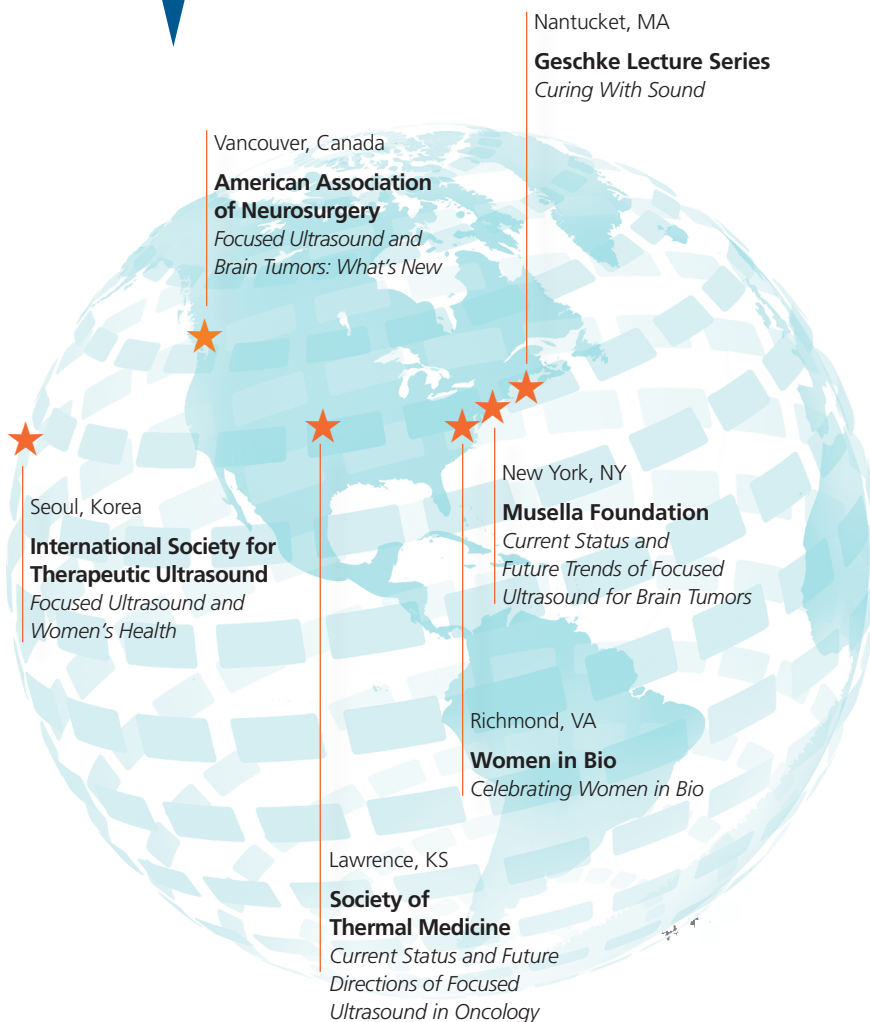 Nantucket, MA
Geschke Lecture Series
Curing With Sound
Vancouver, Canada
American Association
of Neurosurgery
Focused Ultrasound and
Brain Tumors: What's New
Seoul, Korea
International Society for
Therapeutic Ultrasound
Focused Ultrasound and
Women's Health
New York, NY
Musella Foundation
Current Status and
Future Trends of Focused
Ultrasound for Brain Tumors
Richmond, VA
Women in Bio
Celebrating Women in Bio
Lawrence, KS
Society of
Thermal Medicine
Current Status and Future
Directions of Focused
Ultrasound in Oncology